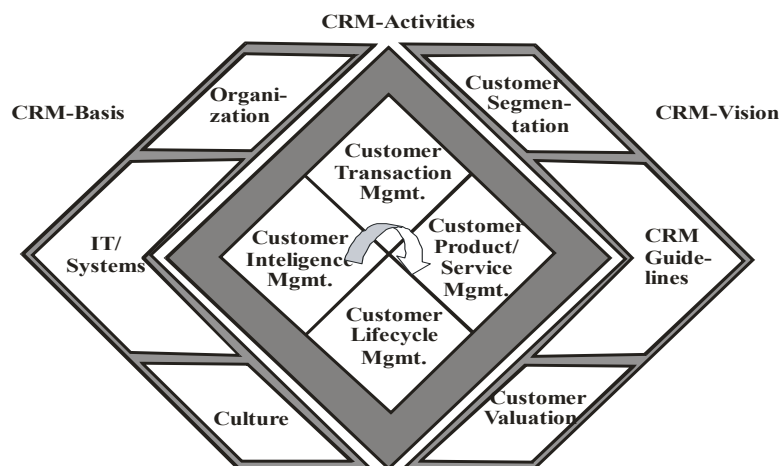 CRM-Activities
CRM-Basis
Organi-
zation
Customer
Segmen-
tation
CRM-Vision
Customer
Transaction
Mgmt.
IT/
Systems
Customer
Inteligence
Mgmt.
Customer
Product/
Service
Mgmt.
CRM
Guide-
lines
Customer
Lifecycle
Mgmt.
Culture
Customer
Valuation